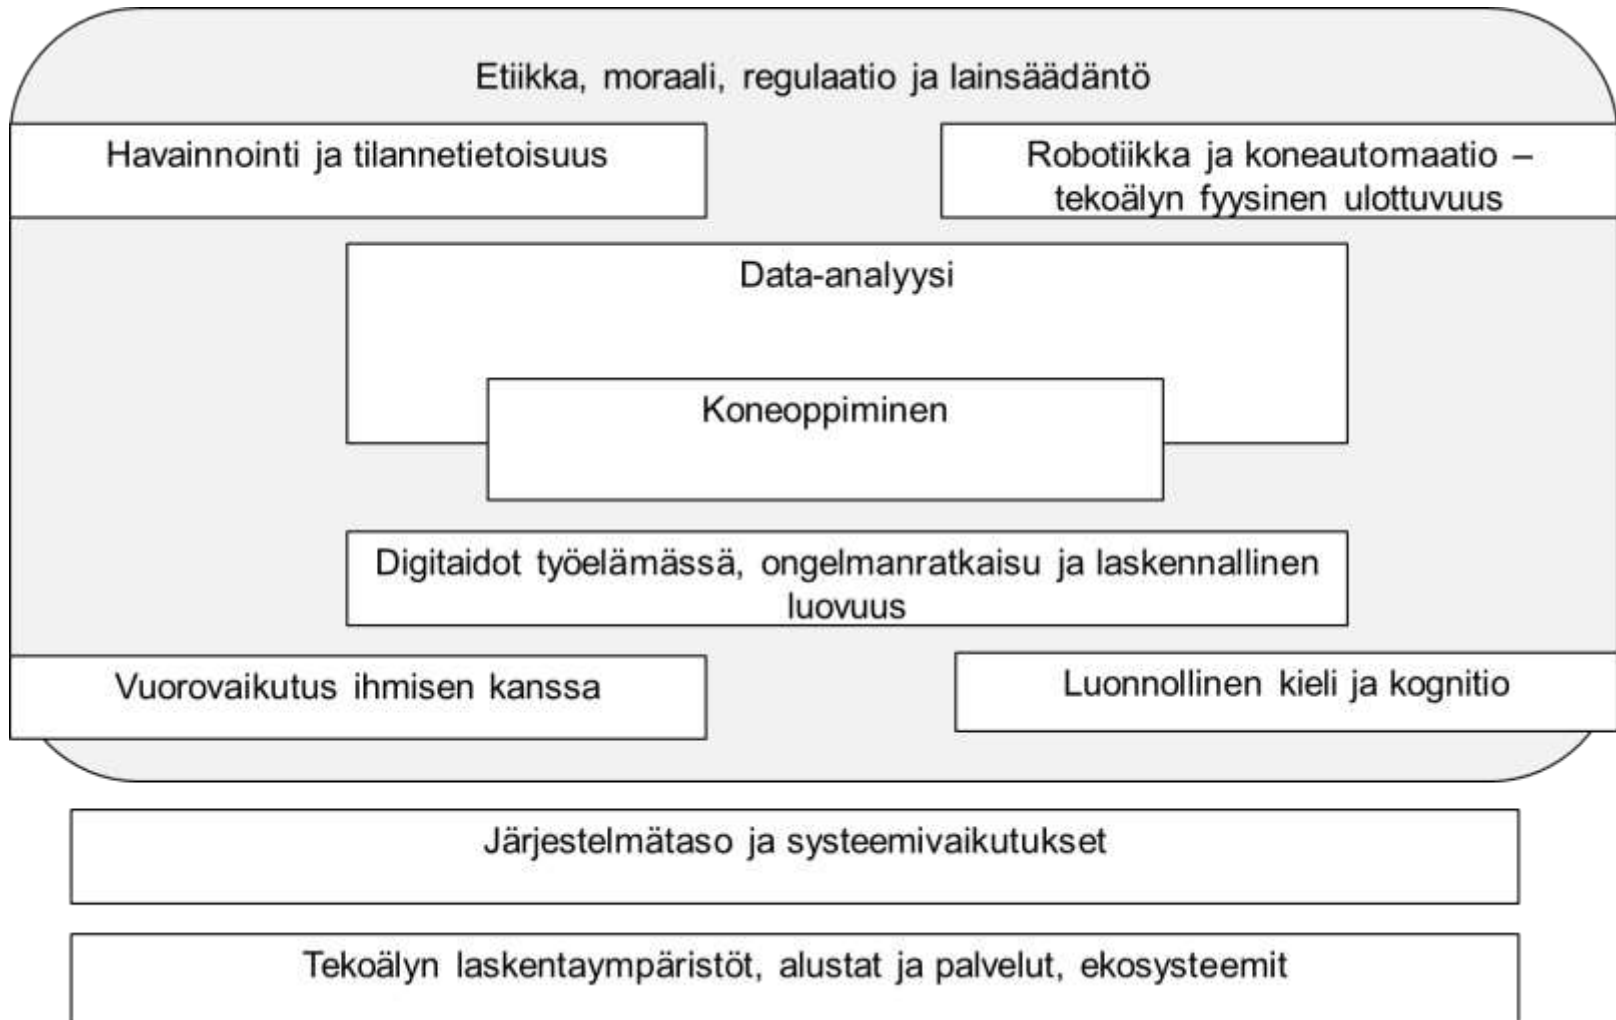 Etiikka, moraali, regulaatio ja lainsäädäntö
Havainnointi ja tilannetietoisuus
Robotiikka ja koneautomaatio –
tekoälyn fyysinen ulottuvuus
Data-analyysi
Koneoppiminen
Digitaidot työelämässä, ongelmanratkaisu ja laskennallinen
luovuus
Vuorovaikutus ihmisen kanssa
Luonnollinen kieli ja kognitio
Järjestelmätaso ja systeemivaikutukset
Tekoälyn laskentaympäristöt, alustat ja palvelut, ekosysteemit